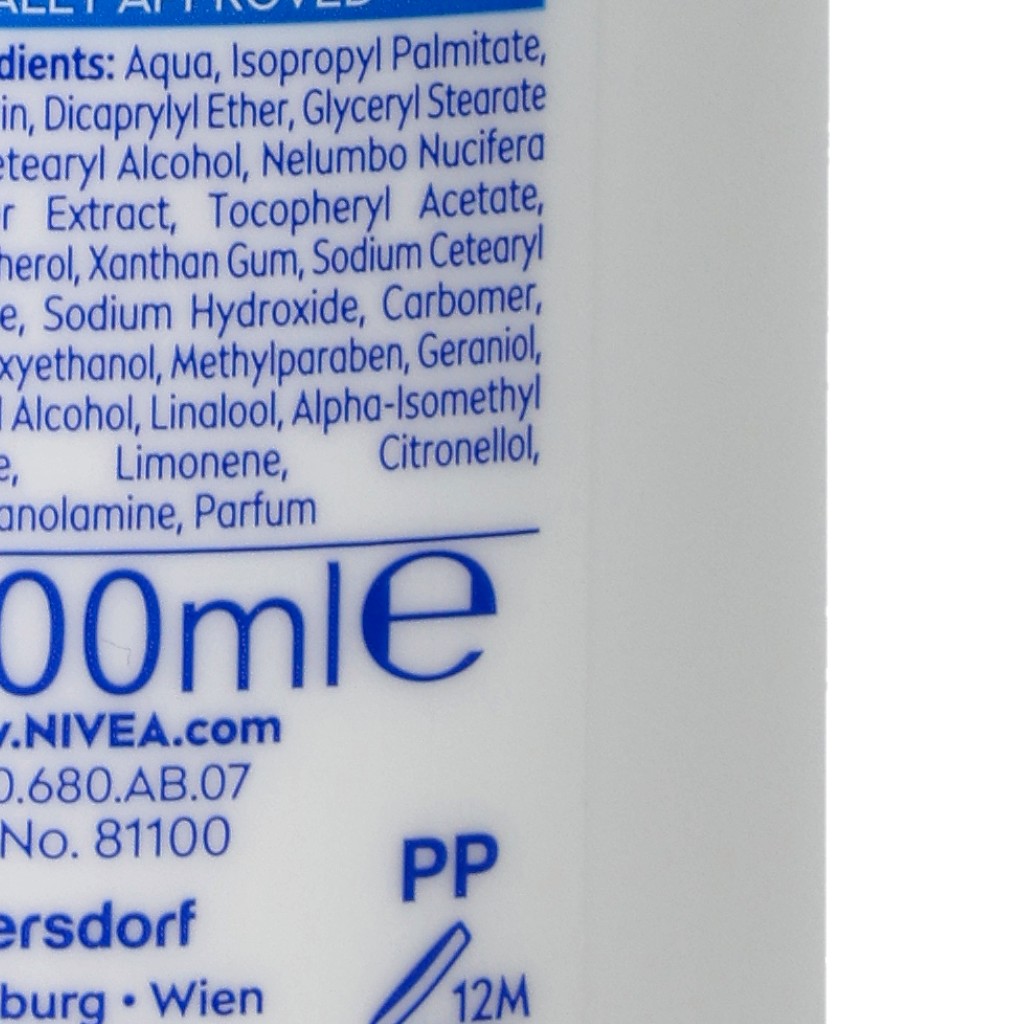 ALLY APPROVED
dients: Aqua, Isopropyl Palmitate,
in, Dicaprylyl Ether, Glyceryl Stearate
etearyl Alcohol, Nelumbo Nucifera
r Extract, Tocopheryl Acetate,
herol, Xanthan Gum, Sodium Cetearyl
e, Sodium Hydroxide, Carbomer,
xyethanol, Methylparaben, Geraniol,
l Alcohol, Linalool, Alpha-Isomethyl
e, Limonene, Citronellol,
anolamine, Parfum
00ml e
w.NIVEA.com
0.680.AB.07
No. 81100
PP
ersdorf
12M
burg • Wien